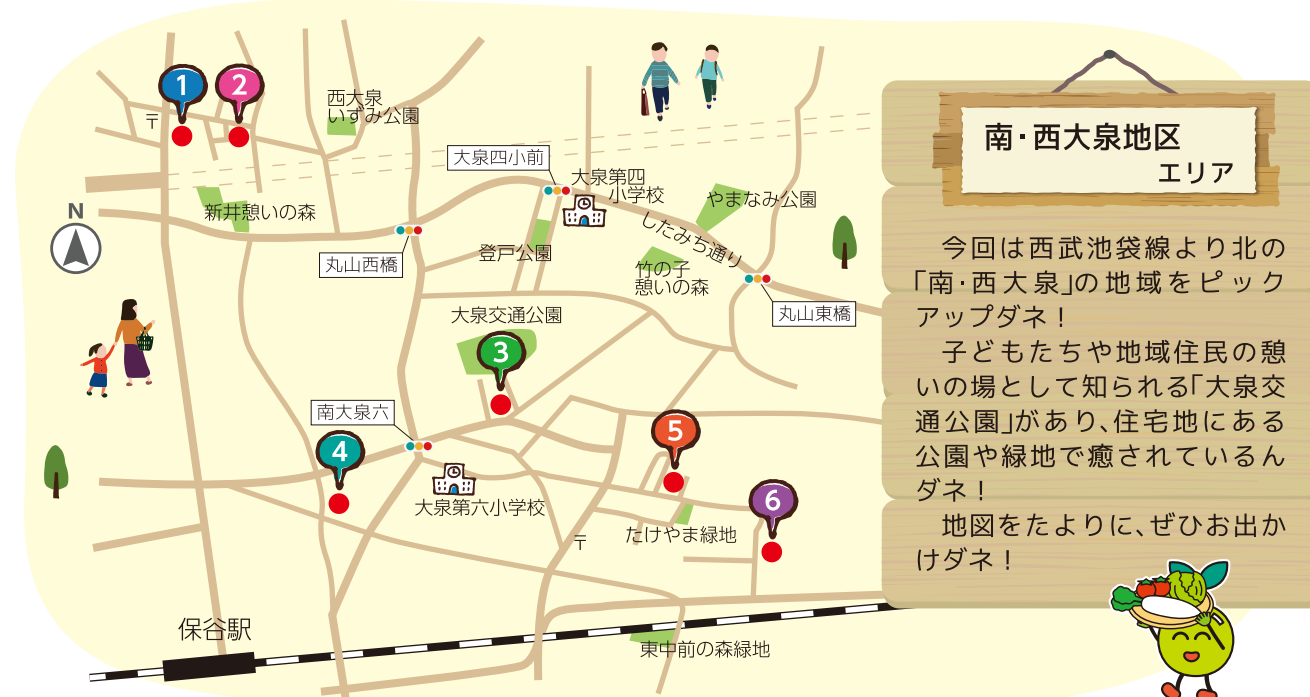 1
2
〒
西大泉
いずみ公園
大泉四小前
大泉第四
小学校
やまなみ公園
新井憩いの森
N
したみち通り
登戸公園
丸山西橋
竹の子
憩いの森
丸山東橋
大泉交通公園
3
南大泉六
4
5
6
大泉第六小学校
たけやま緑地
〒
保谷駅
東中前の森緑地
南・西大泉地区
エリア
今回は西武池袋線より北の
「南・西大泉」の地域をピック
アップダネ！
子どもたちや地域住民の憩
いの場として知られる「大泉交
通公園」があり、住宅地にある
公園や緑地で癒されているん
ダネ！
地図をたよりに、ぜひお出か
けダネ！